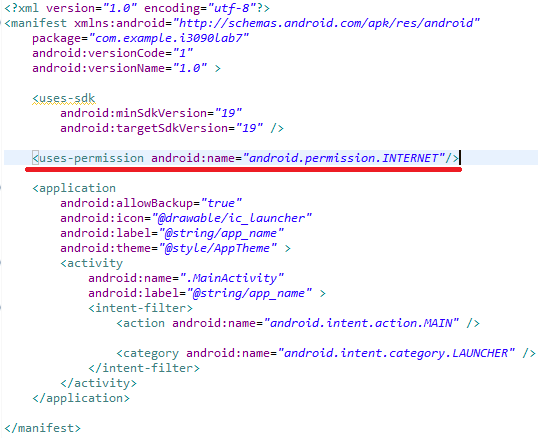 <?xml version="1.0" encoding="utf-8"?>
<manifest xmlns:android="http://schemas.android.com/apk/res/android"
    package="com.example.i3090lab7"
    android:versionCode="1"
    android:versionName="1.0" >

    <uses-sdk
        android:minSdkVersion="19"
        android:targetSdkVersion="19" />

    <uses-permission android:name="android.permission.INTERNET"/>

    <application
        android:allowBackup="true"
        android:icon="@drawable/ic_launcher"
        android:label="@string/app_name"
        android:theme="@style/AppTheme" >
        <activity
            android:name=".MainActivity"
            android:label="@string/app_name" >
            <intent-filter>
                <action android:name="android.intent.action.MAIN" />

                <category android:name="android.intent.category.LAUNCHER" />
            </intent-filter>
        </activity>
    </application>

</manifest>